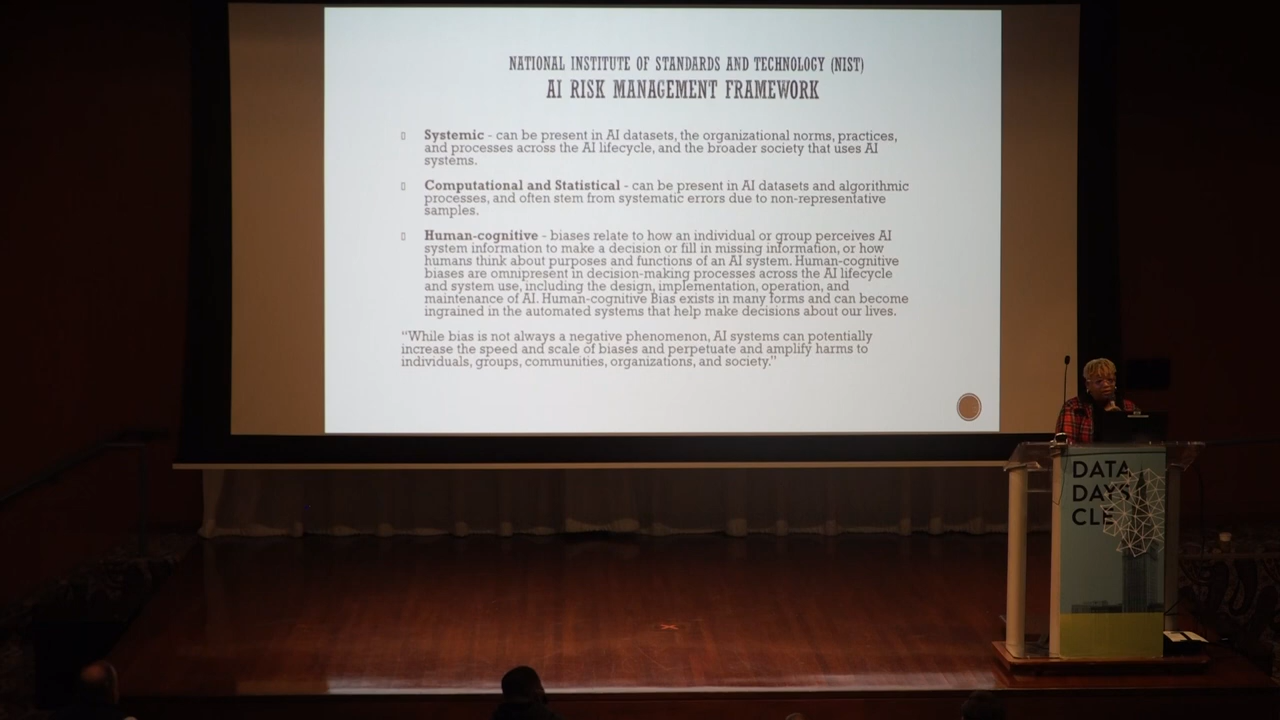 NATIONAL INSTITUTE OF STANDARDS AND TECHNOLOGY (NIST)
AI RISK MANAGEMENT FRAMEWORK
Systemic - can be present in AI datasets, the organizational norms, practices,
and processes across the AI lifecycle, and the broader society that uses AI
systems.
Computational and Statistical - can be present in AI datasets and algorithmic
processes, and often stem from systematic errors due to non-representative
samples.
Human-cognitive - biases relate to how an individual or group perceives AI
system information to make a decision or fill in missing information, or how
humans think about purposes and functions of an AI system. Human-cognitive
biases are omnipresent in decision-making processes across the AI lifecycle
and system use, including the design, implementation, operation, and
maintenance of AI. Human-cognitive Bias exists in many forms and can become
ingrained in the automated systems that help make decisions about our lives.
“While bias is not always a negative phenomenon, AI systems can potentially
increase the speed and scale of biases and perpetuate and amplify harms to
individuals, groups, communities, organizations, and society.”
DATA
DAYS
CLE